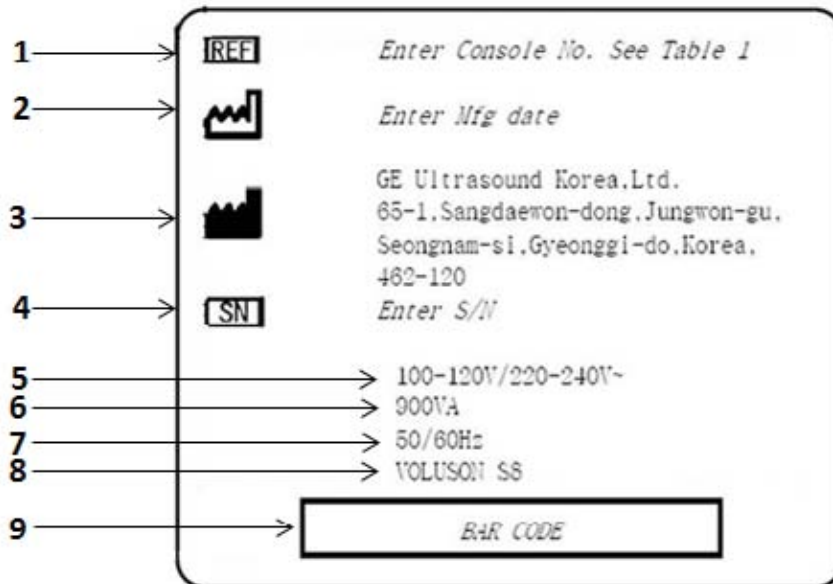 1 REF Enter Console No. See Table 1
2 Enter Mfg date
3 GE Ultrasound Korea,Ltd.
65-1,Sangdaewon-dong,Jungwon-gu,
Seongnam-si,Gyeonggi-do,Korea,
462-120
4 SN Enter S/N
5 100-120V/220-240V~
6 900VA
7 50/60Hz
8 VOLUSON S8
9 BAR CODE